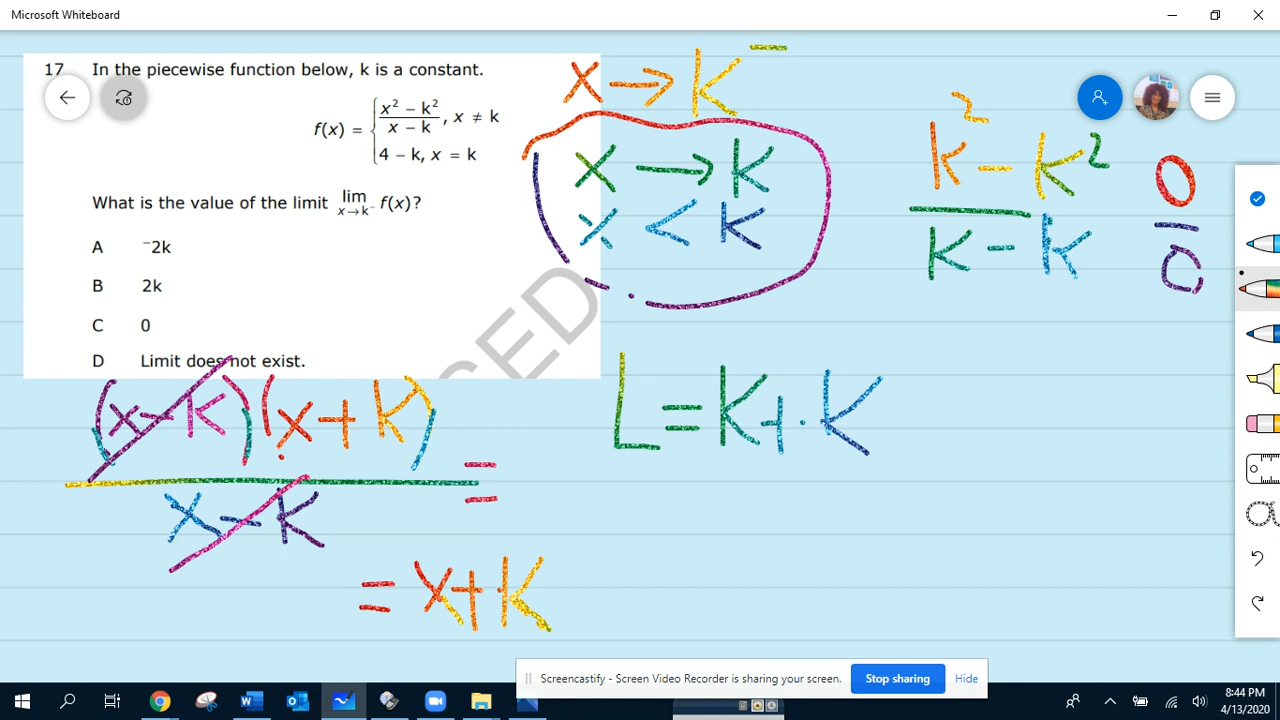 Microsoft Whiteboard
17 In the piecewise function below, k is a constant.
f(x) = { x² − k² / x − k , x ≠ k
4 − k, x = k
What is the value of the limit lim x→k⁻ f(x)?
A ⁻2k
B 2k
C 0
D Limit does not exist.
CED
x → k⁻
x → k
x < k
k² − k²
k − k
0
0
(x − k)(x + k)
x − k
=
= x + k
L = k + k
Screencastify - Screen Video Recorder is sharing your screen. Stop sharing Hide
8:44 PM
4/13/2020